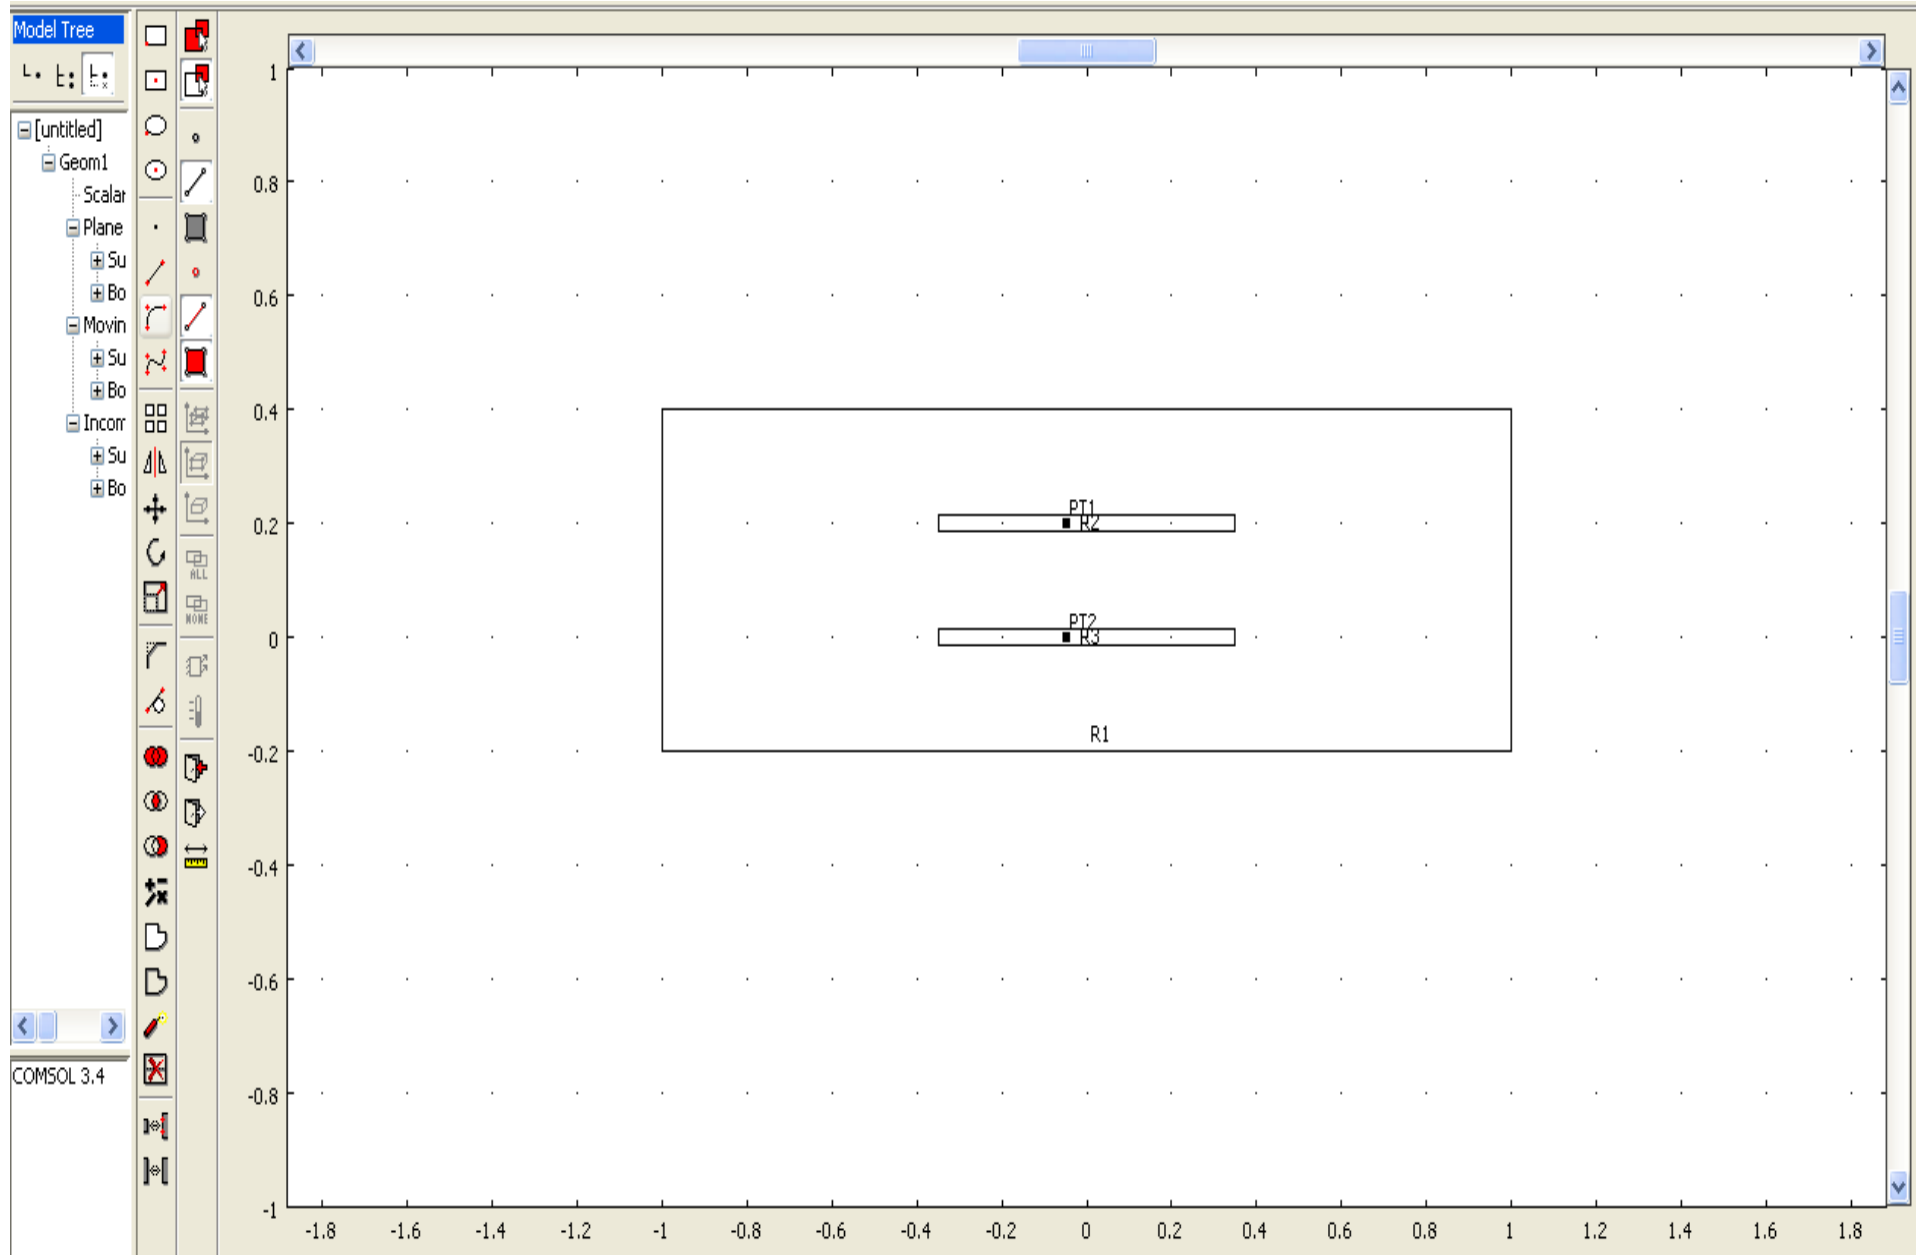 Model Tree
[untitled]
Geom1
Scalar
Plane
Su
Bo
Movin
Su
Bo
Incom
Su
Bo
COMSOL 3.4
ALL
NONE
1
0.8
0.6
0.4
0.2
0
-0.2
-0.4
-0.6
-0.8
-1
PT1
R2
PT2
R3
R1
-1.8 -1.6 -1.4 -1.2 -1 -0.8 -0.6 -0.4 -0.2 0 0.2 0.4 0.6 0.8 1 1.2 1.4 1.6 1.8